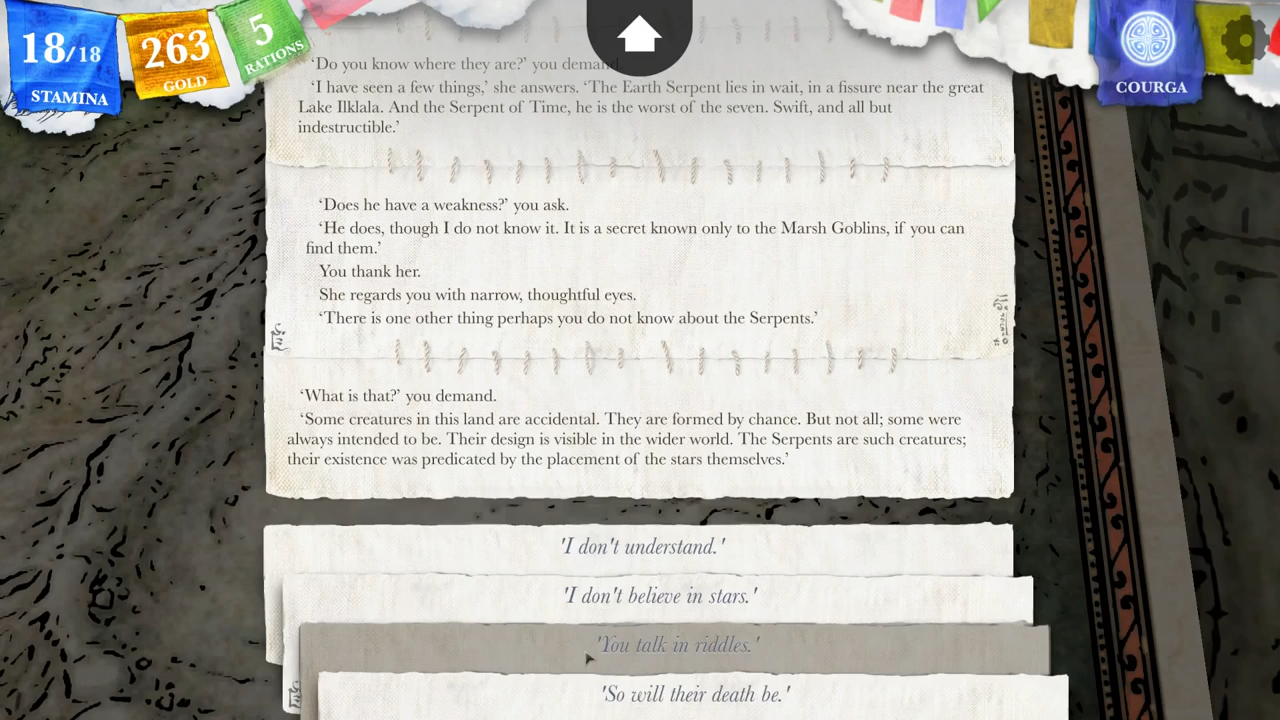 18/18
STAMINA
263
GOLD
5
RATIONS
COURGA
‘Do you know where they are?’ you demand.
‘I have seen a few things,’ she answers. ‘The Earth Serpent lies in wait, in a fissure near the great
Lake Ilklala. And the Serpent of Time, he is the worst of the seven. Swift, and all but
indestructible.’
‘Does he have a weakness?’ you ask.
‘He does, though I do not know it. It is a secret known only to the Marsh Goblins, if you can
find them.’
You thank her.
She regards you with narrow, thoughtful eyes.
‘There is one other thing perhaps you do not know about the Serpents.’
‘What is that?’ you demand.
‘Some creatures in this land are accidental. They are formed by chance. But not all; some were
always intended to be. Their design is visible in the wider world. The Serpents are such creatures;
their existence was predicated by the placement of the stars themselves.’
'I don't understand.'
'I don't believe in stars.'
'You talk in riddles.'
'So will their death be.'